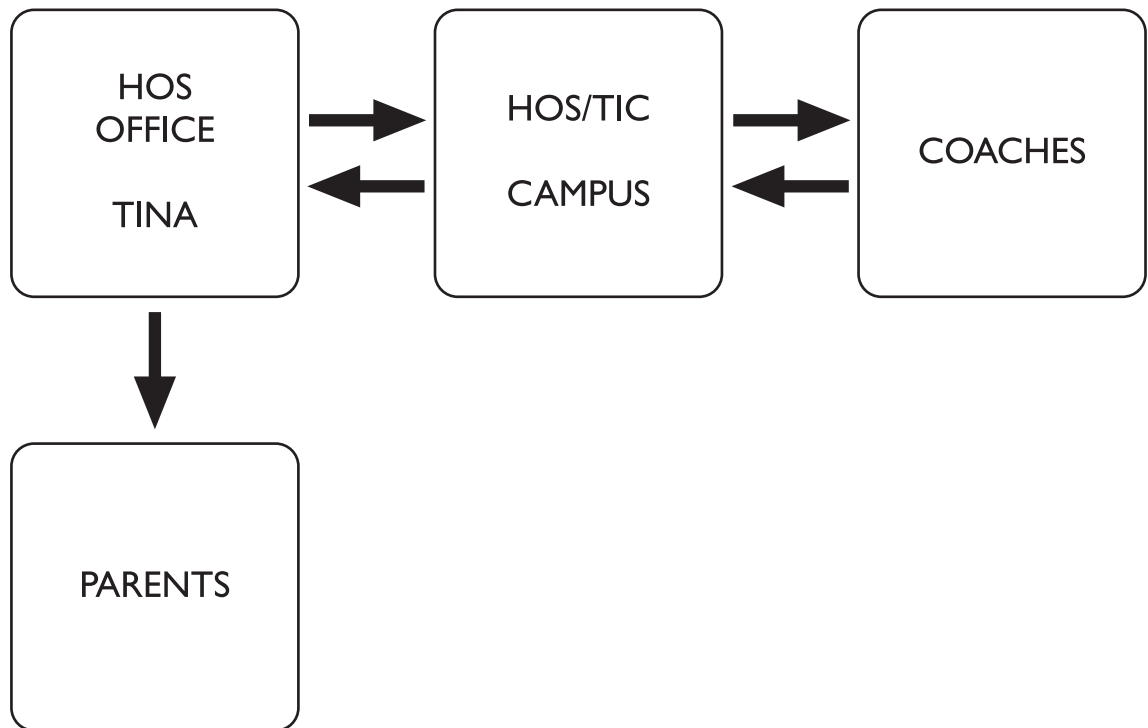 HOS
OFFICE
TINA
HOS/TIC
CAMPUS
COACHES
PARENTS